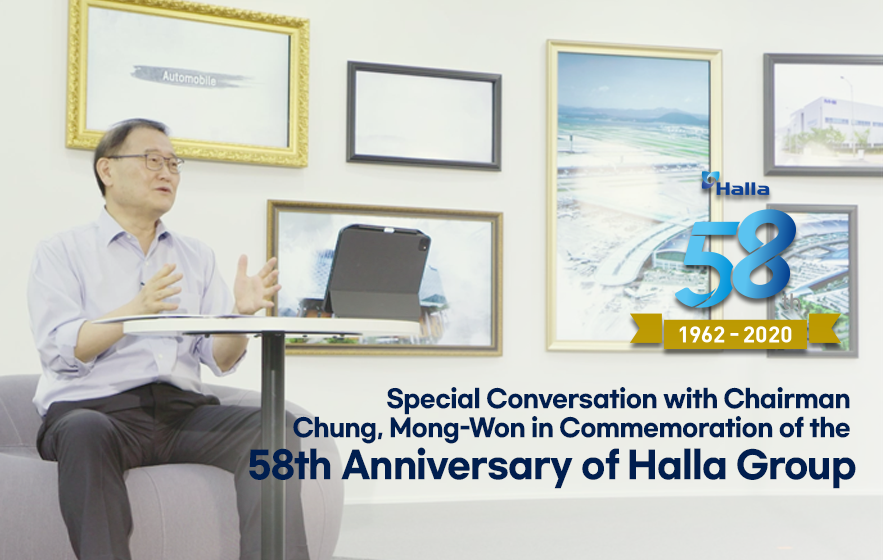 Automobile
Halla
58
1962 - 2020
Special Conversation with Chairman
Chung, Mong-Won in Commemoration of the
58th Anniversary of Halla Group